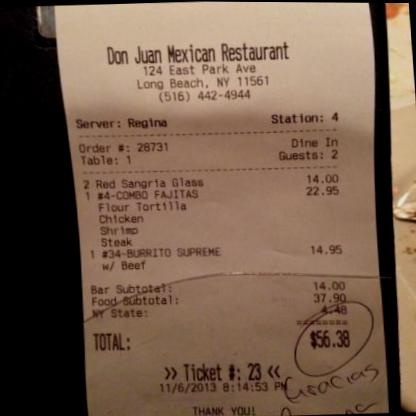 Don Juan Mexican Restaurant
124 East Park Ave
Long Beach, NY 11561
(516) 442-4944
Server: Regina Station: 4
Order #: 28731 Dine In
Table: 1 Guests: 2
2 Red Sangria Glass 14.00
1 #4-COMBO FAJITAS 22.95
Flour Tortilla
Chicken
Shrimp
Steak
1 #34-BURRITO SUPREME 14.95
w/ Beef
Bar Subtotal: 14.00
Food Subtotal: 37.90
NY State: 4.48
TOTAL: $56.38
>> Ticket #: 23 <<
11/6/2013 8:14:53 PM
Gracias
THANK YOU!